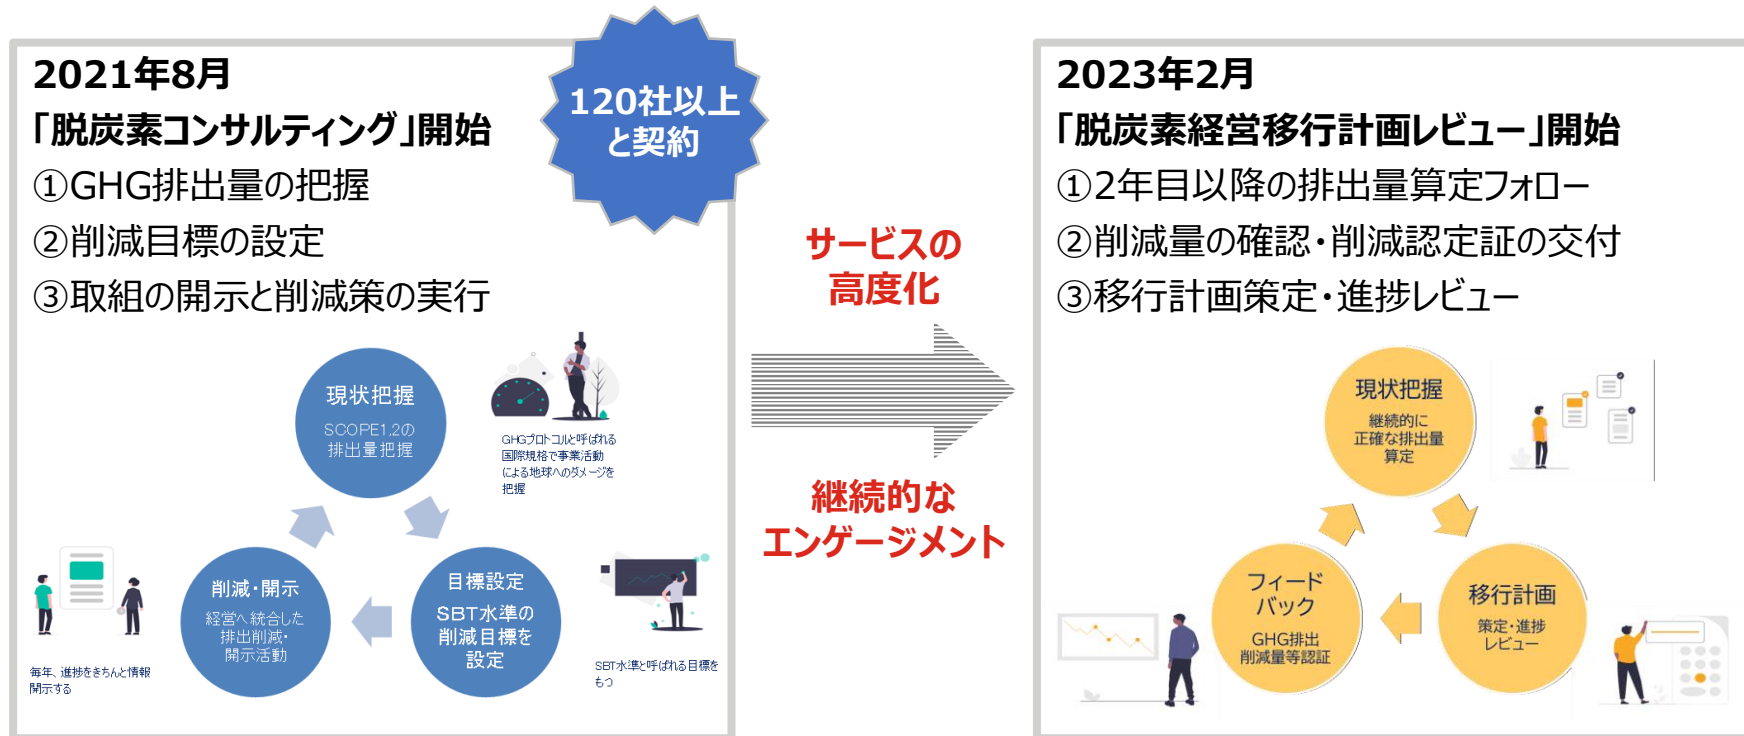 2021年8月
「脱炭素コンサルティング」開始
①GHG排出量の把握
②削減目標の設定
③取組の開示と削減策の実行
120社以上
と契約
現状把握
SCOPE1,2の
排出量把握
GHGプロトコルと呼ばれる
国際規格で事業活動
による地球へのダメージを
把握
目標設定
SBT水準の
削減目標を
設定
SBT水準と呼ばれる目標を
もつ
削減・開示
経営へ統合した
排出削減・
開示活動
毎年、進捗をきちんと情報
開示する
サービスの
高度化
継続的な
エンゲージメント
2023年2月
「脱炭素経営移行計画レビュー」開始
①2年目以降の排出量算定フォロー
②削減量の確認・削減認定証の交付
③移行計画策定・進捗レビュー
現状把握
継続的に
正確な排出量
算定
移行計画
策定・進捗
レビュー
フィード
バック
GHG排出
削減量等認証